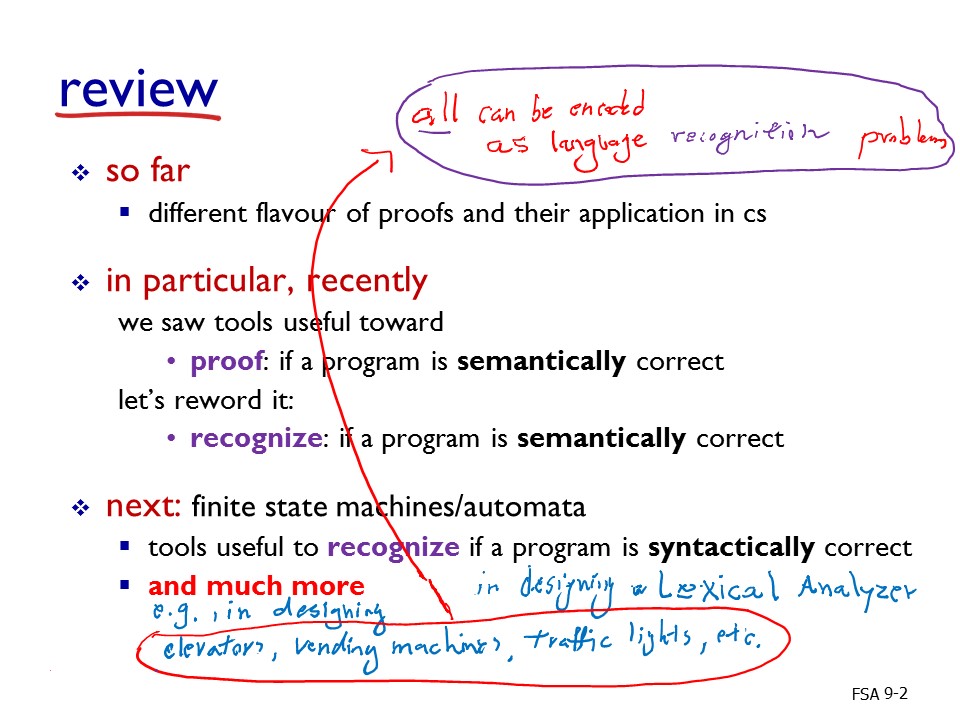 review
all can be encoded
as language recognition problems
❖ so far
▪ different flavour of proofs and their application in cs
❖ in particular, recently
we saw tools useful toward
• proof: if a program is semantically correct
let's reword it:
• recognize: if a program is semantically correct
❖ next: finite state machines/automata
▪ tools useful to recognize if a program is syntactically correct
▪ and much more
in designing a Lexical Analyzer
e.g., in designing
elevators, vending machines, traffic lights, etc.
FSA 9-2